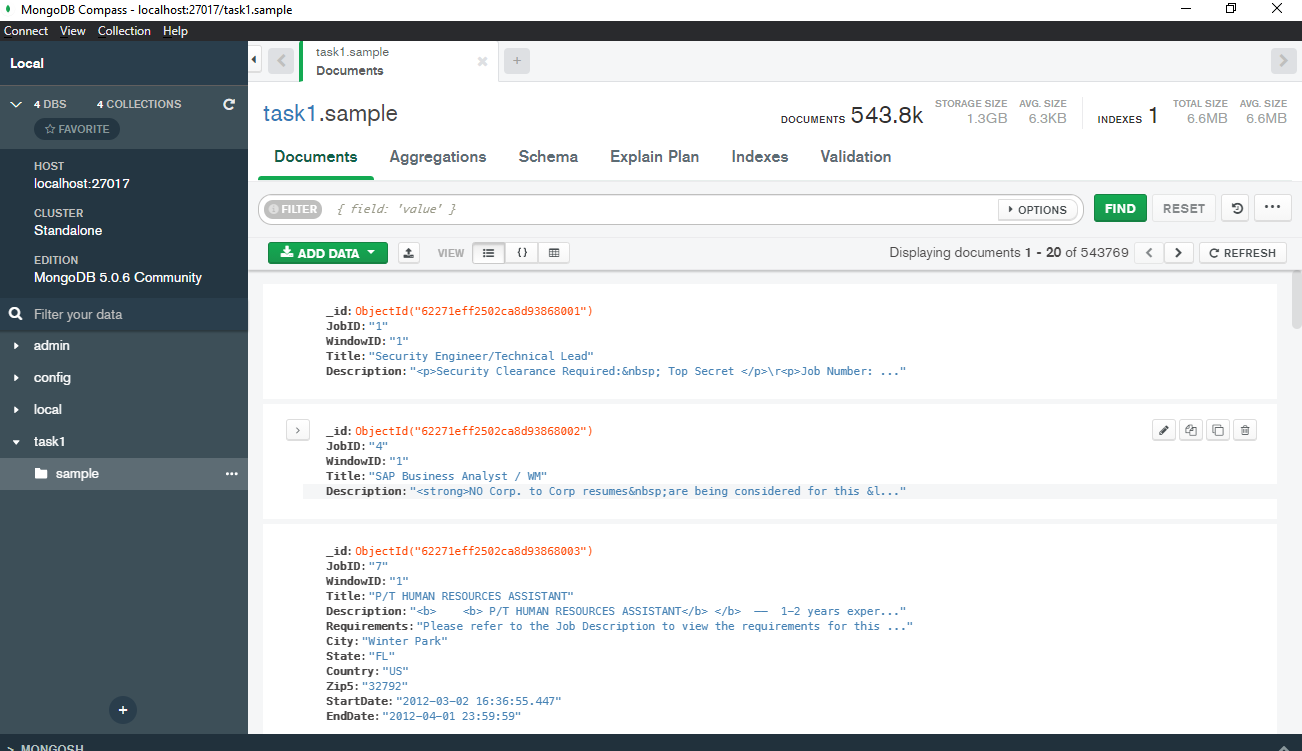 MongoDB Compass - localhost:27017/task1.sample
Connect View Collection Help
Local
task1.sample
Documents
4 DBS 4 COLLECTIONS
FAVORITE
HOST
localhost:27017
CLUSTER
Standalone
EDITION
MongoDB 5.0.6 Community
Filter your data
admin
config
local
task1
sample
task1.sample
DOCUMENTS 543.8k STORAGE SIZE 1.3GB AVG. SIZE 6.3KB INDEXES 1 TOTAL SIZE 6.6MB AVG. SIZE 6.6MB
Documents Aggregations Schema Explain Plan Indexes Validation
FILTER { field: 'value' } OPTIONS FIND RESET
ADD DATA VIEW {} Displaying documents 1 - 20 of 543769 REFRESH
_id: ObjectId("62271eff2502ca8d93868001")
JobID: "1"
WindowID: "1"
Title: "Security Engineer/Technical Lead"
Description: "<p>Security Clearance Required:&nbsp; Top Secret </p>\r<p>Job Number: ..."
_id: ObjectId("62271eff2502ca8d93868002")
JobID: "4"
WindowID: "1"
Title: "SAP Business Analyst / WM"
Description: "<strong>NO Corp. to Corp resumes&nbsp;are being considered for this &l..."
_id: ObjectId("62271eff2502ca8d93868003")
JobID: "7"
WindowID: "1"
Title: "P/T HUMAN RESOURCES ASSISTANT"
Description: "<b>    <b> P/T HUMAN RESOURCES ASSISTANT</b> </b>  —  1-2 years exper..."
Requirements: "Please refer to the Job Description to view the requirements for this ..."
City: "Winter Park"
State: "FL"
Country: "US"
Zip5: "32792"
StartDate: "2012-03-02 16:36:55.447"
EndDate: "2012-04-01 23:59:59"
>_MONGOSH